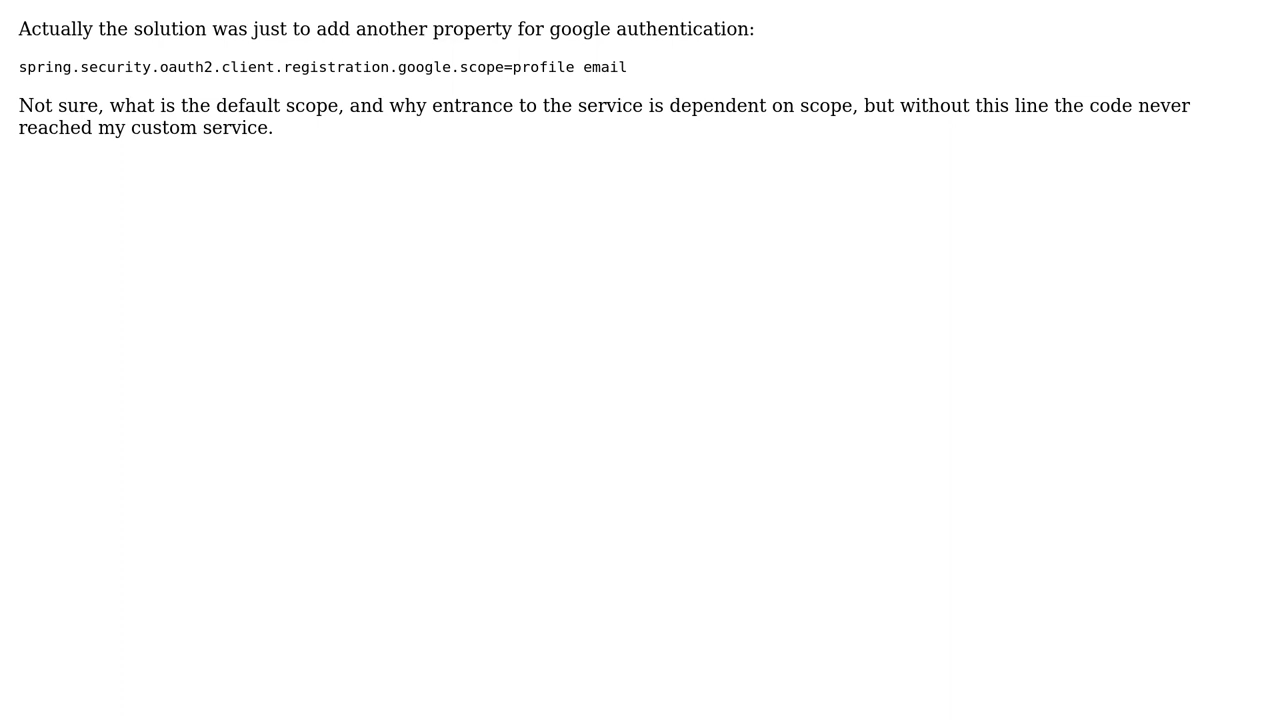 Actually the solution was just to add another property for google authentication:
spring.security.oauth2.client.registration.google.scope=profile email
Not sure, what is the default scope, and why entrance to the service is dependent on scope, but without this line the code never
reached my custom service.